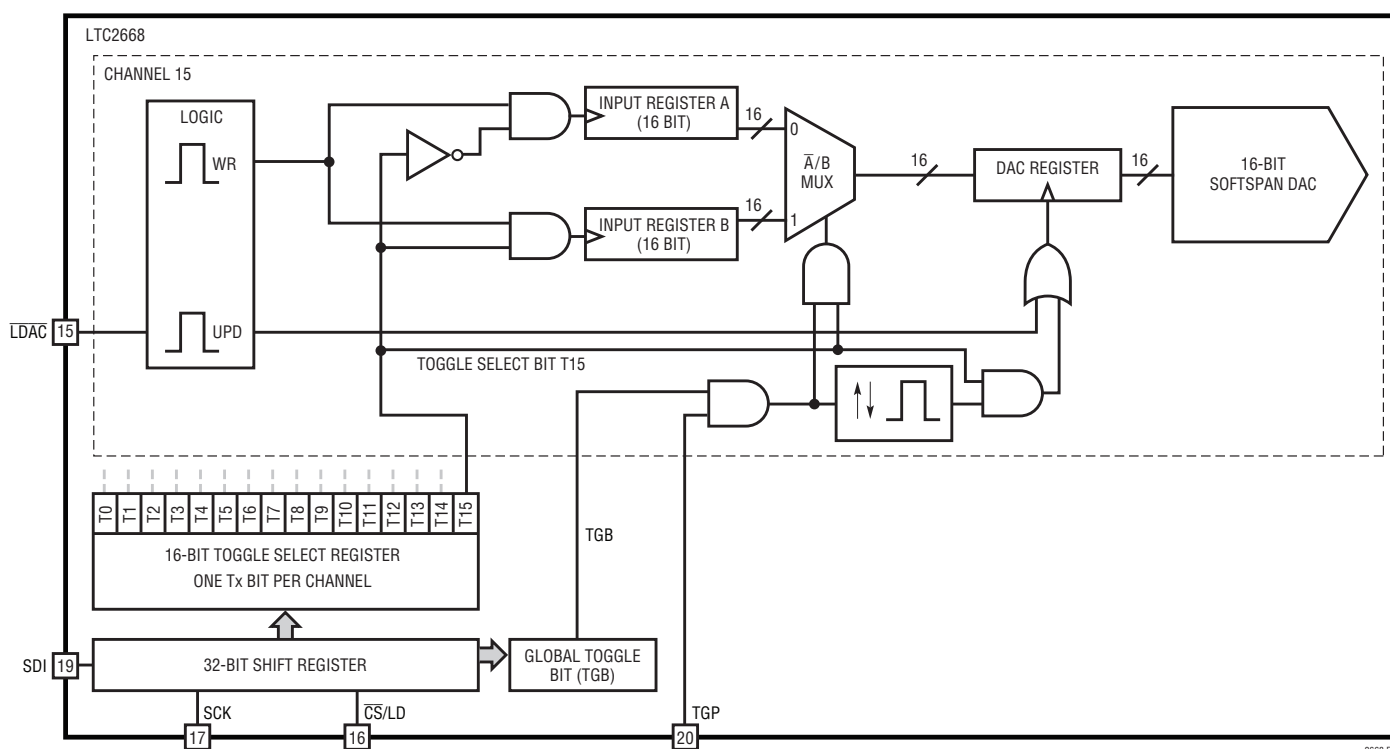 LTC2668
CHANNEL 15
LOGIC
WR
UPD
INPUT REGISTER A
(16 BIT)
16
0
INPUT REGISTER B
(16 BIT)
16
1
A̅/B
MUX
16
DAC REGISTER
16
16-BIT
SOFTSPAN DAC
L̅D̅A̅C̅
15
TOGGLE SELECT BIT T15
T0
T1
T2
T3
T4
T5
T6
T7
T8
T9
T10
T11
T12
T13
T14
T15
16-BIT TOGGLE SELECT REGISTER
ONE Tx BIT PER CHANNEL
TGB
SDI
19
32-BIT SHIFT REGISTER
GLOBAL TOGGLE
BIT (TGB)
SCK
C̅S̅/LD
TGP
17
16
20